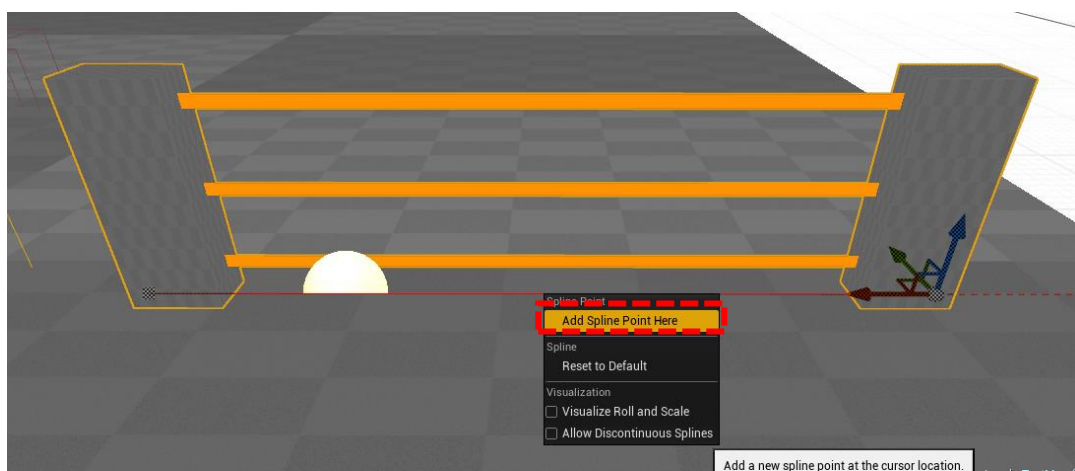 Spline Point
Add Spline Point Here
Spline
Reset to Default
Visualization
Visualize Roll and Scale
Allow Discontinuous Splines
Add a new spline point at the cursor location.